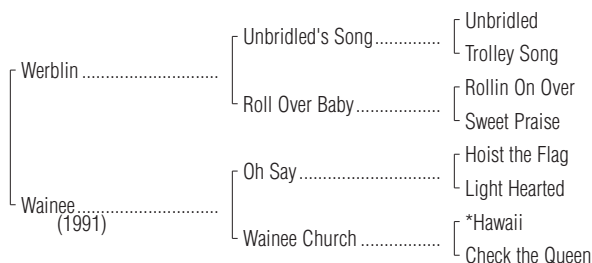 Unbridled
Unbridled's Song..............
Trolley Song
Werblin .............................
Rollin On Over
Roll Over Baby..................
Sweet Praise
Hoist the Flag
Oh Say ..............................
Light Hearted
Wainee..............................
(1991)
*Hawaii
Wainee Church .................
Check the Queen